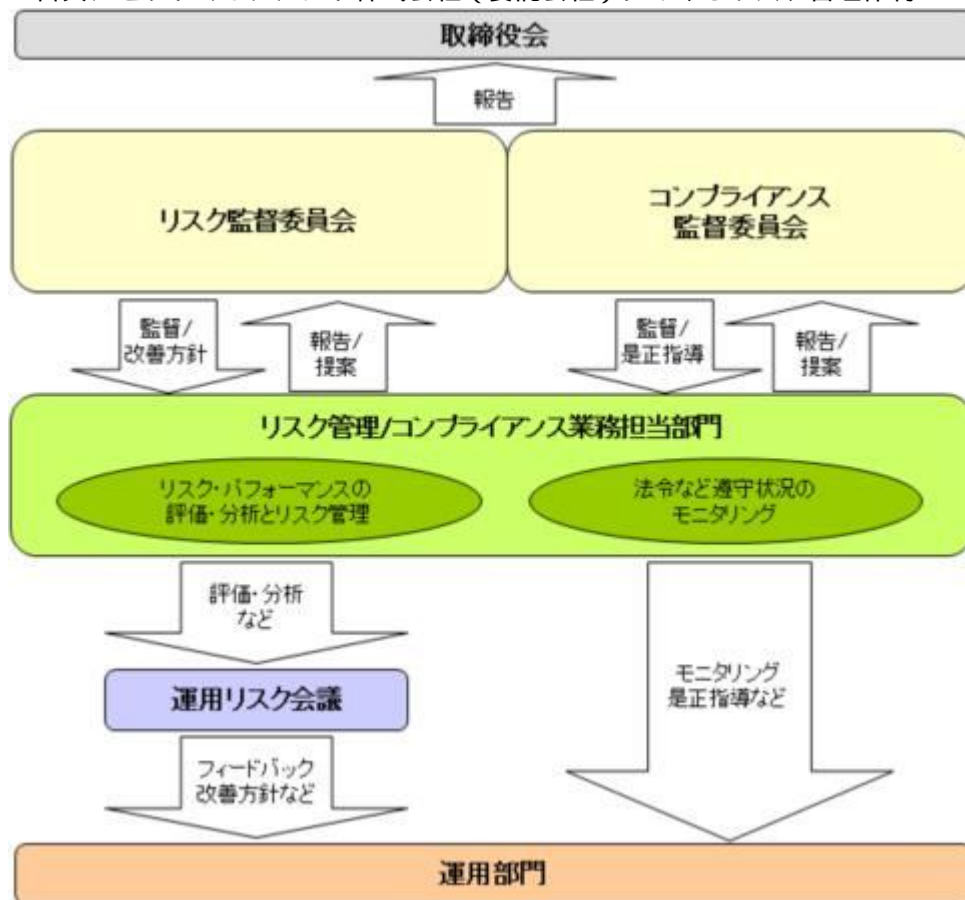 取締役会
報告
リスク監督委員会
コンプライアンス
監督委員会
監督/
改善方針
報告/
提案
監督/
是正指導
報告/
提案
リスク管理/コンプライアンス業務担当部門
リスク・パフォーマンスの
評価・分析とリスク管理
法令など遵守状況の
モニタリング
評価・分析
など
運用リスク会議
モニタリング
是正指導など
フィードバック
改善方針など
運用部門